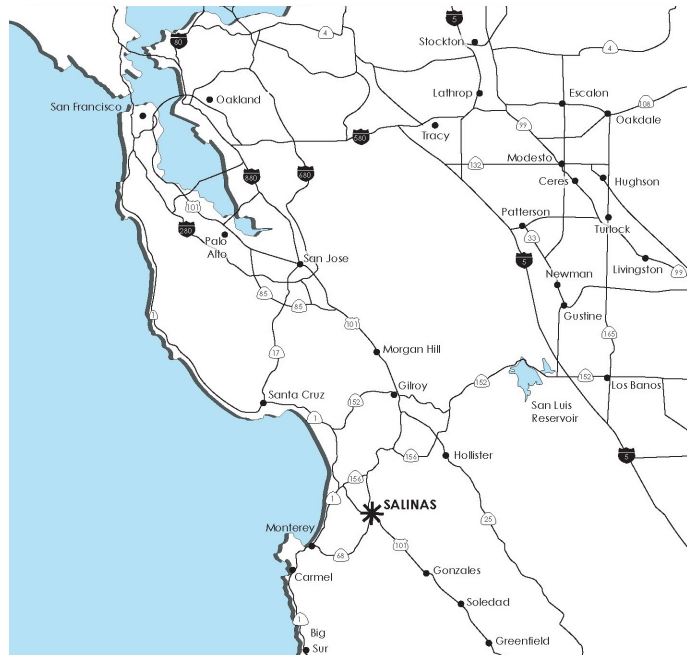 5
80
4
Stockton
4
Lathrop
Escalon
San Francisco
Oakland
108
Oakdale
99
Tracy
580
Modesto
132
880
680
Ceres
Hughson
101
Patterson
Turlock
280
33
Palo
Alto
San Jose
5
Livingston
99
Newman
85
85
Gustine
1
101
165
17
Morgan Hill
152
152
Los Banos
Gilroy
Santa Cruz
152
San Luis
Reservoir
1
156
Hollister
5
156
1
SALINAS
25
Monterey
68
101
Carmel
Gonzales
Soledad
1
Big
Sur
Greenfield